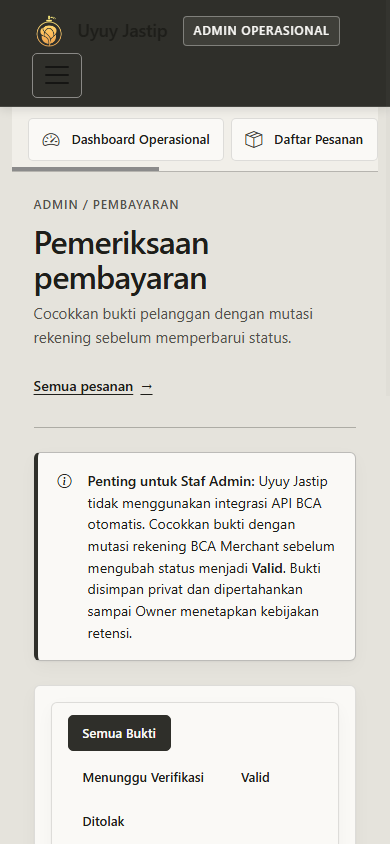 Uyuy Jastip
ADMIN OPERASIONAL
Dashboard Operasional
Daftar Pesanan
ADMIN / PEMBAYARAN
Pemeriksaan
pembayaran
Cocokkan bukti pelanggan dengan mutasi
rekening sebelum memperbarui status.
Semua pesanan →
Penting untuk Staf Admin: Uyuy Jastip
tidak menggunakan integrasi API BCA
otomatis. Cocokkan bukti dengan
mutasi rekening BCA Merchant sebelum
mengubah status menjadi Valid. Bukti
disimpan privat dan dipertahankan
sampai Owner menetapkan kebijakan
retensi.
Semua Bukti
Menunggu Verifikasi
Valid
Ditolak